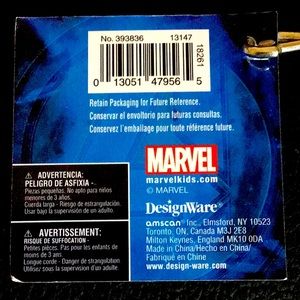 No. 393836 13147
18261
0 13051 47956 5
Retain Packaging for Future Reference.
Conservar el envoltorio para futuras consultas.
Conservez l'emballage pour toute référence future.
MARVEL
marvelkids.com
© MARVEL
DesignWare®
amscan® Inc., Elmsford, NY 10523
Toronto, ON, Canada M3J 2E8
Milton Keynes, England MK10 0DA
Made in China/Hecho en China/
Fabriqué en Chine
www.design-ware.com
ADVERTENCIA:
PELIGRO DE ASFIXIA -
Piezas pequeñas. No apto para niños
menores de 3 años.
Cuerda larga - Riesgo de estrangulación.
Usar bajo la supervisión de un adulto.
AVERTISSEMENT:
RISQUE DE SUFFOCATION -
Petites pièces. Pas pour les enfants de
moins de 3 ans.
Longue corde - Danger de strangulation.
Utiliser sous la supervision d'un adulte.